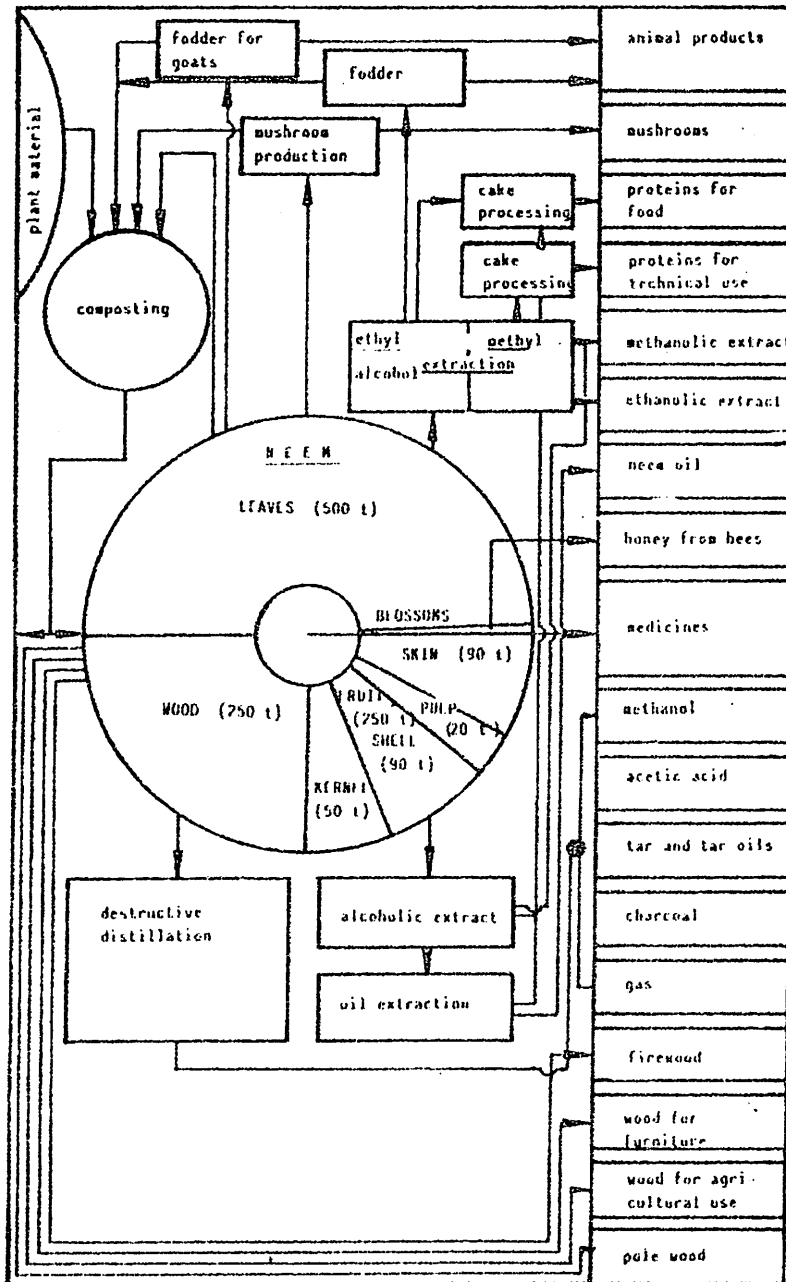 fodder for
goats
animal products
fodder
mushroom
production
mushrooms
plant material
cake
processing
proteins for
food
cake
processing
proteins for
technical use
composting
ethyl
methyl
alcohol
extraction
methanolic extract
ethanolic extract
NEEM
neem oil
LEAVES (500 t)
honey from bees
BLOSSOMS
medicines
SKIN (90 t)
WOOD (250 t)
FRUIT
(250 t)
PULP
(20 t)
SHELL
(90 t)
KERNEL
(50 t)
methanol
acetic acid
tar and tar oils
destructive
distillation
alcoholic extract
charcoal
oil extraction
gas
firewood
wood for
furniture
wood for agri
cultural use
pole wood